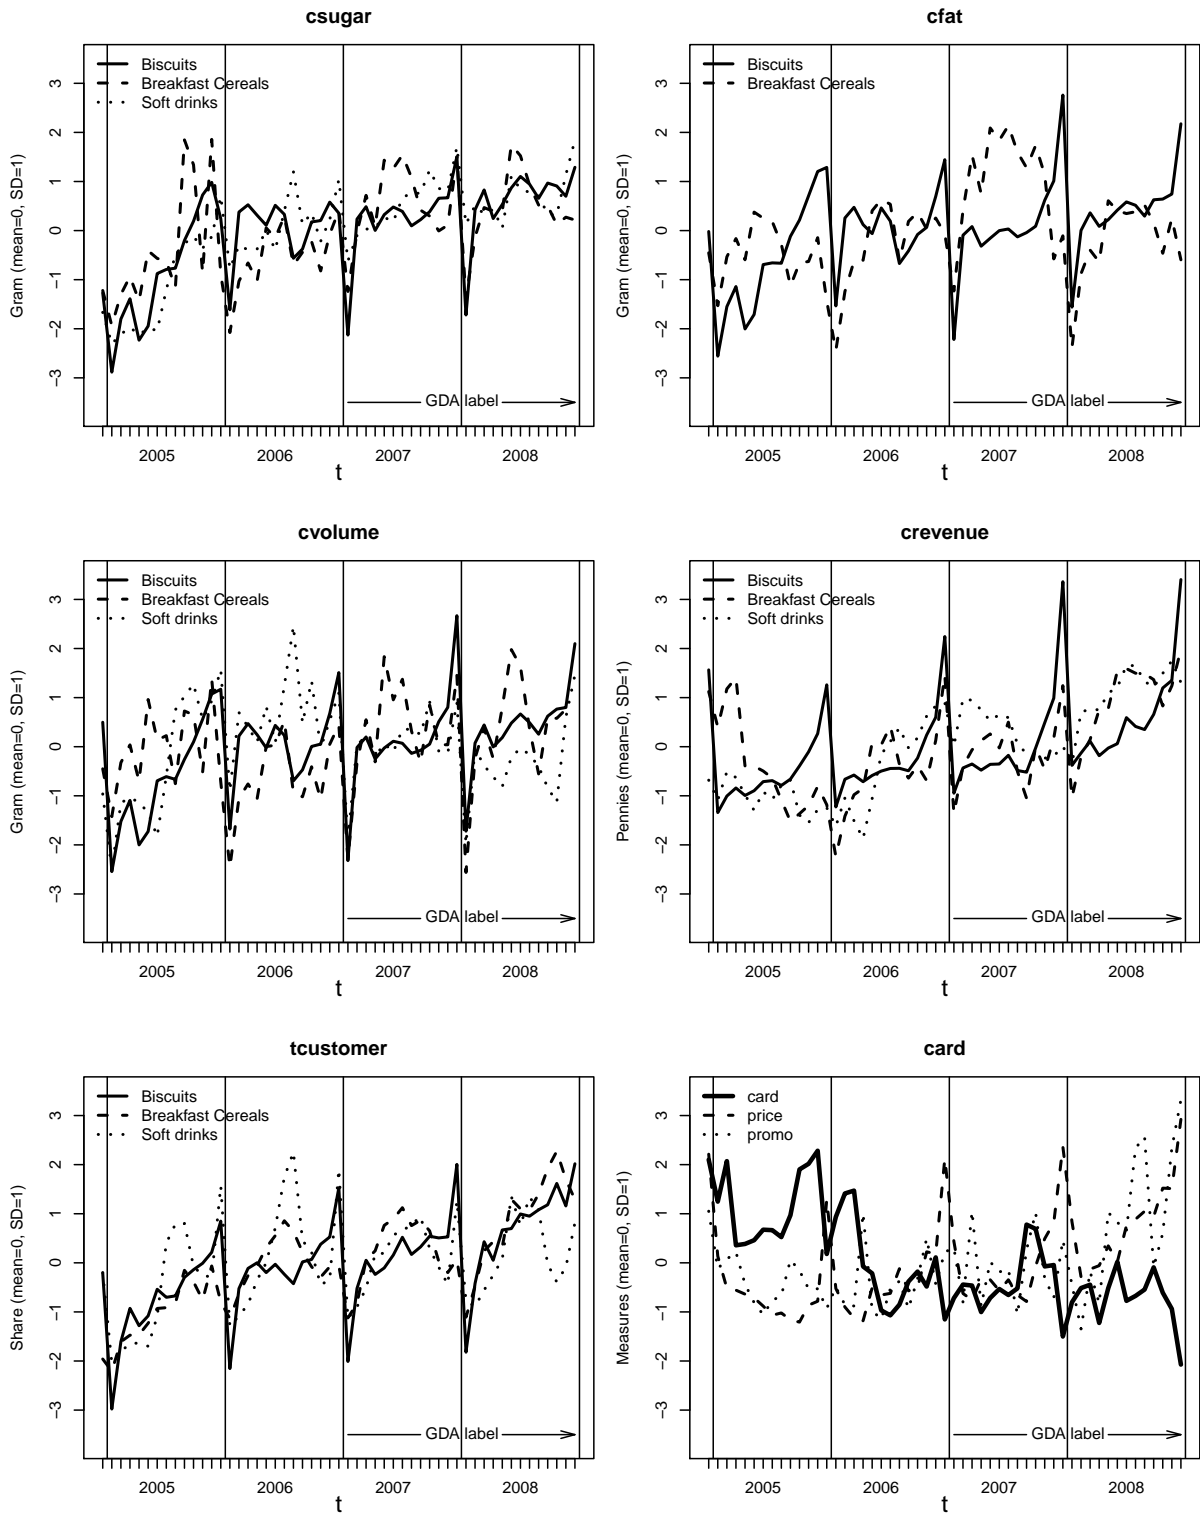 csugar
Biscuits
Breakfast Cereals
Soft drinks
Gram (mean=0, SD=1)
3
2
1
0
−1
−2
−3
GDA label
2005 2006 2007 2008
t
cfat
Biscuits
Breakfast Cereals
Gram (mean=0, SD=1)
3
2
1
0
−1
−2
−3
GDA label
2005 2006 2007 2008
t
cvolume
Biscuits
Breakfast Cereals
Soft drinks
Gram (mean=0, SD=1)
3
2
1
0
−1
−2
−3
GDA label
2005 2006 2007 2008
t
crevenue
Biscuits
Breakfast Cereals
Soft drinks
Pennies (mean=0, SD=1)
3
2
1
0
−1
−2
−3
GDA label
2005 2006 2007 2008
t
tcustomer
Biscuits
Breakfast Cereals
Soft drinks
Share (mean=0, SD=1)
3
2
1
0
−1
−2
−3
GDA label
2005 2006 2007 2008
t
card
card
price
promo
Measures (mean=0, SD=1)
3
2
1
0
−1
−2
−3
GDA label
2005 2006 2007 2008
t